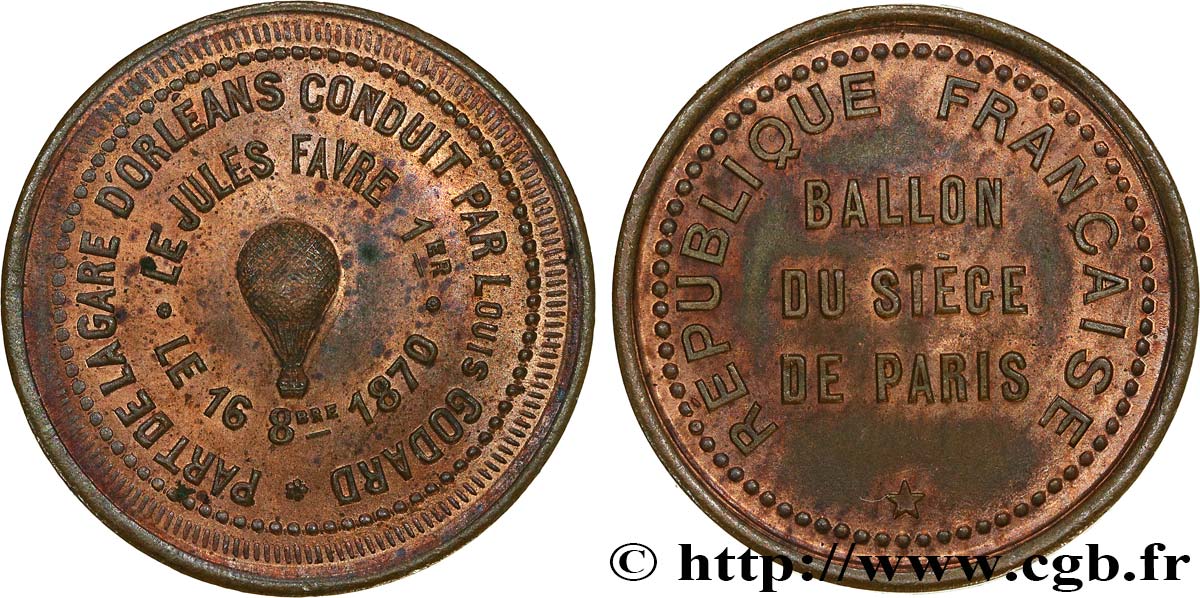 PART DE LA GARE D'ORLÉANS CONDUIT PAR LOUIS GODARD *
LE JULES FAVRE 1ER
• LE 16 8BRE 1870 •
RÉPUBLIQUE FRANÇAISE
BALLON
DU SIÈGE
DE PARIS
© http://www.cgb.fr